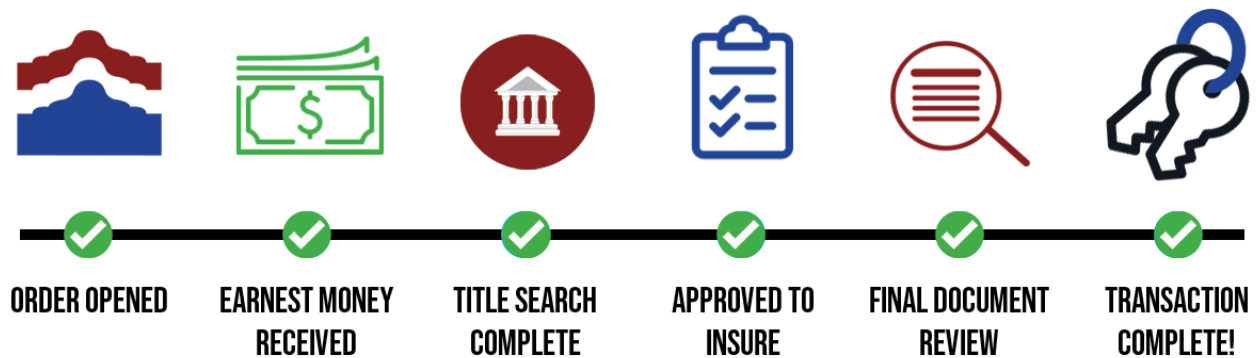 $
ORDER OPENED
EARNEST MONEY
RECEIVED
TITLE SEARCH
COMPLETE
APPROVED TO
INSURE
FINAL DOCUMENT
REVIEW
TRANSACTION
COMPLETE!